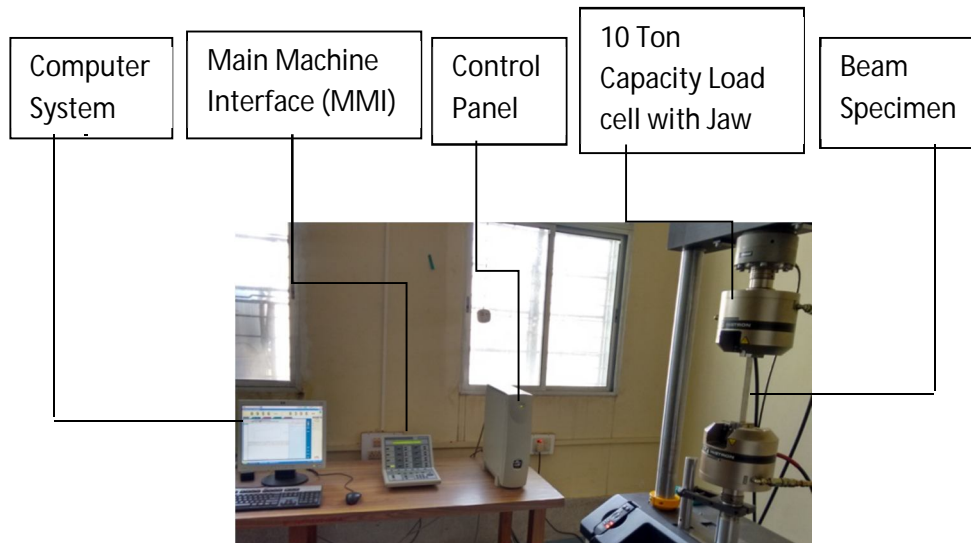 Computer
System
Main Machine
Interface (MMI)
Control
Panel
10 Ton
Capacity Load
cell with Jaw
Beam
Specimen